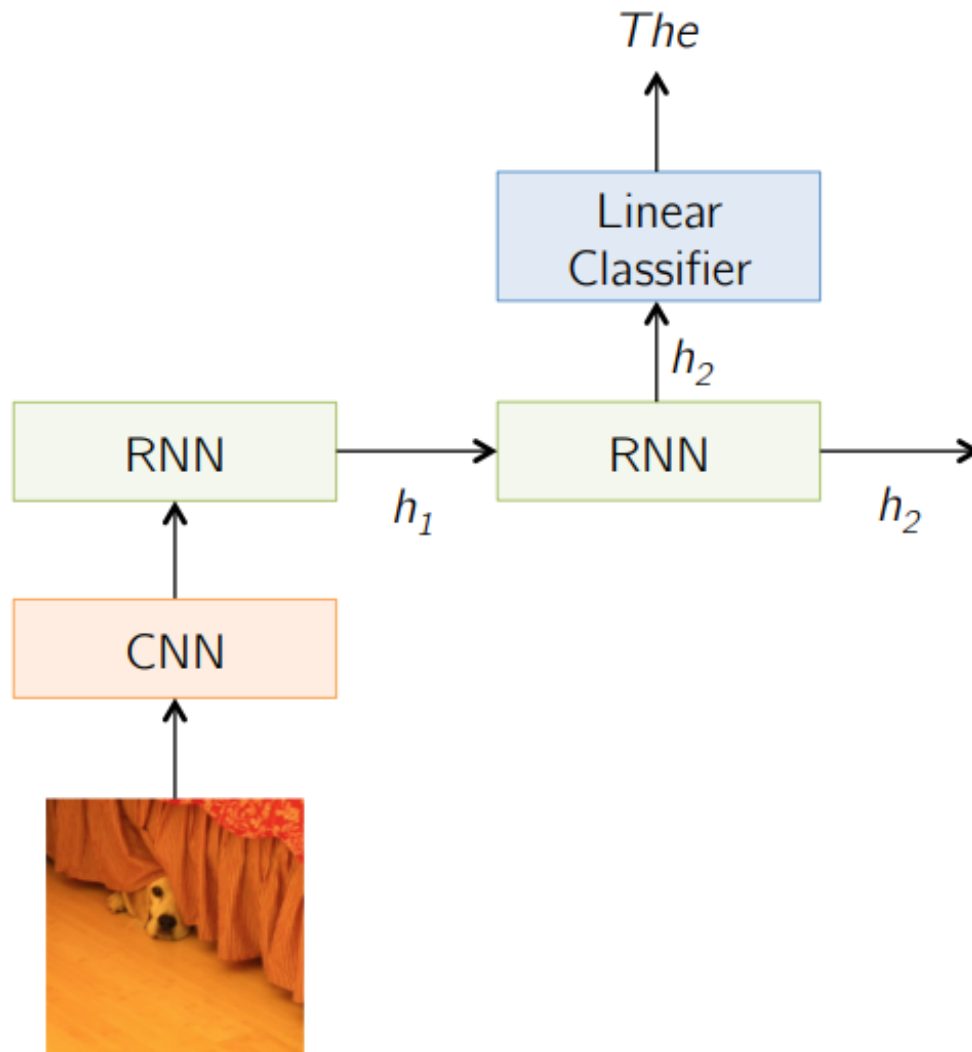 The
Linear
Classifier
h2
RNN
RNN
h1
h2
CNN